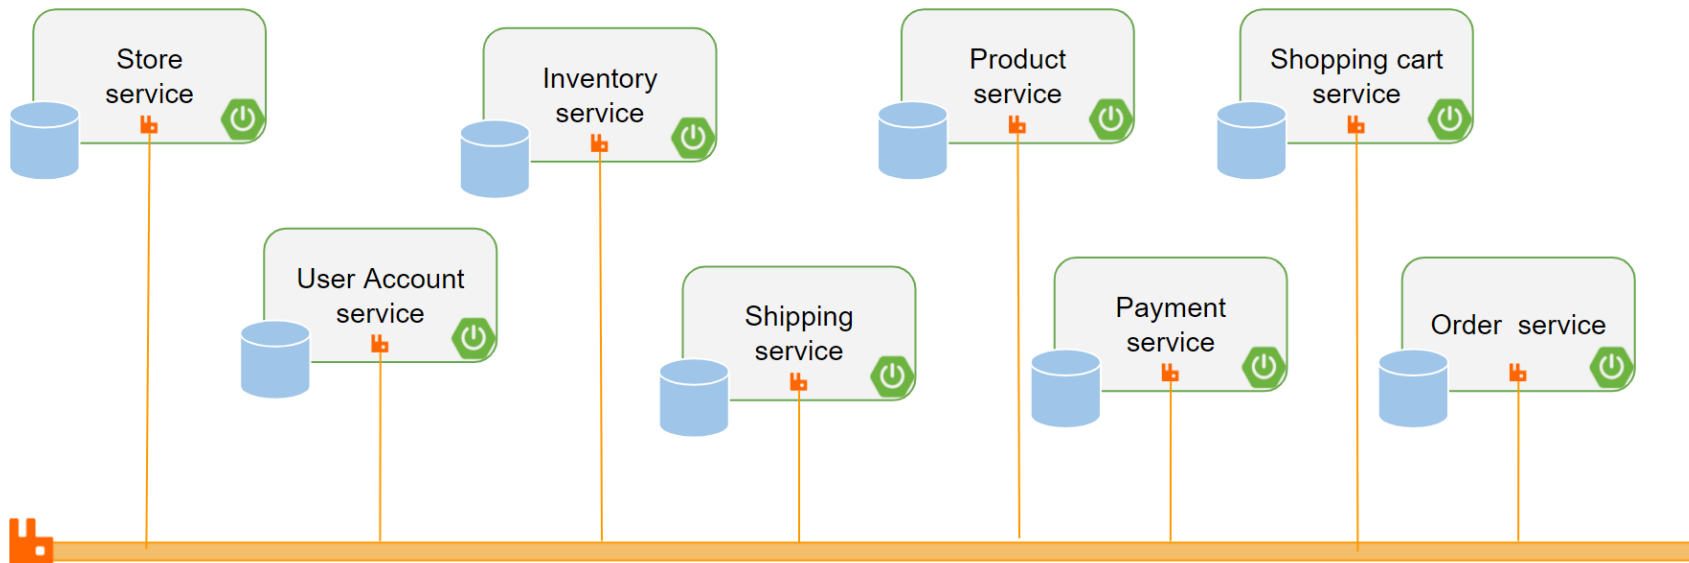 Store
service
Inventory
service
Product
service
Shopping cart
service
User Account
service
Shipping
service
Payment
service
Order  service